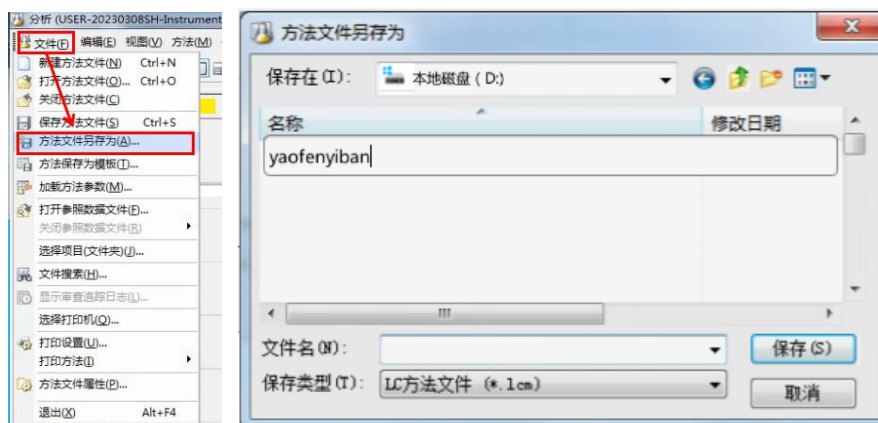 分析 (USER-20230308SH-Instrument
文件(F) 编辑(E) 视图(V) 方法(M)
新建方法文件(N) Ctrl+N
打开方法文件(O)... Ctrl+O
关闭方法文件(C)
保存方法文件(S) Ctrl+S
方法文件另存为(A)...
方法保存为模板(T)...
加载方法参数(M)...
打开参照数据文件(F)...
关闭参照数据文件(R)
选择项目(文件夹)(J)...
文件搜索(H)...
显示审查追踪日志(L)...
选择打印机(Q)...
打印设置(U)...
打印方法(I)
方法文件属性(P)...
退出(X) Alt+F4
方法文件另存为
保存在(I): 本地磁盘 ( D:)
名称 修改日期
yaofenyiban
文件名(N): 保存(S)
保存类型(T): LC方法文件 (*.lcm) 取消